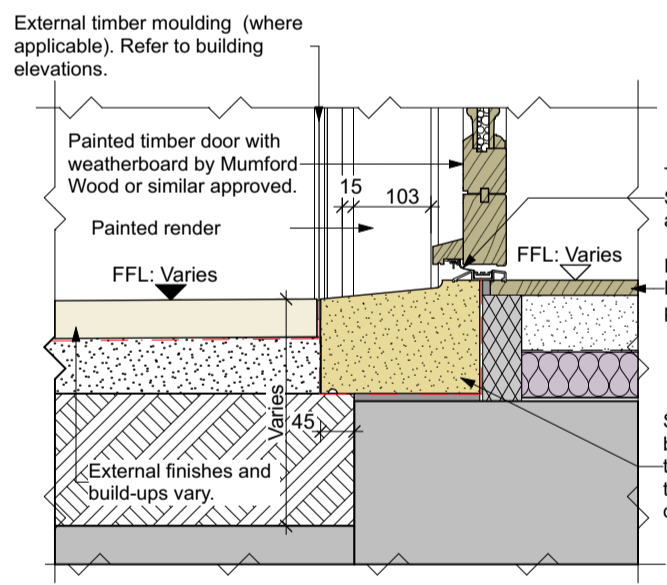 External timber moulding (where
applicable). Refer to building
elevations.
Painted timber door with
weatherboard by Mumford
Wood or similar approved.
15
103
Painted render
FFL: Varies
FFL: Varies
Varies
45
External finishes and
build-ups vary.